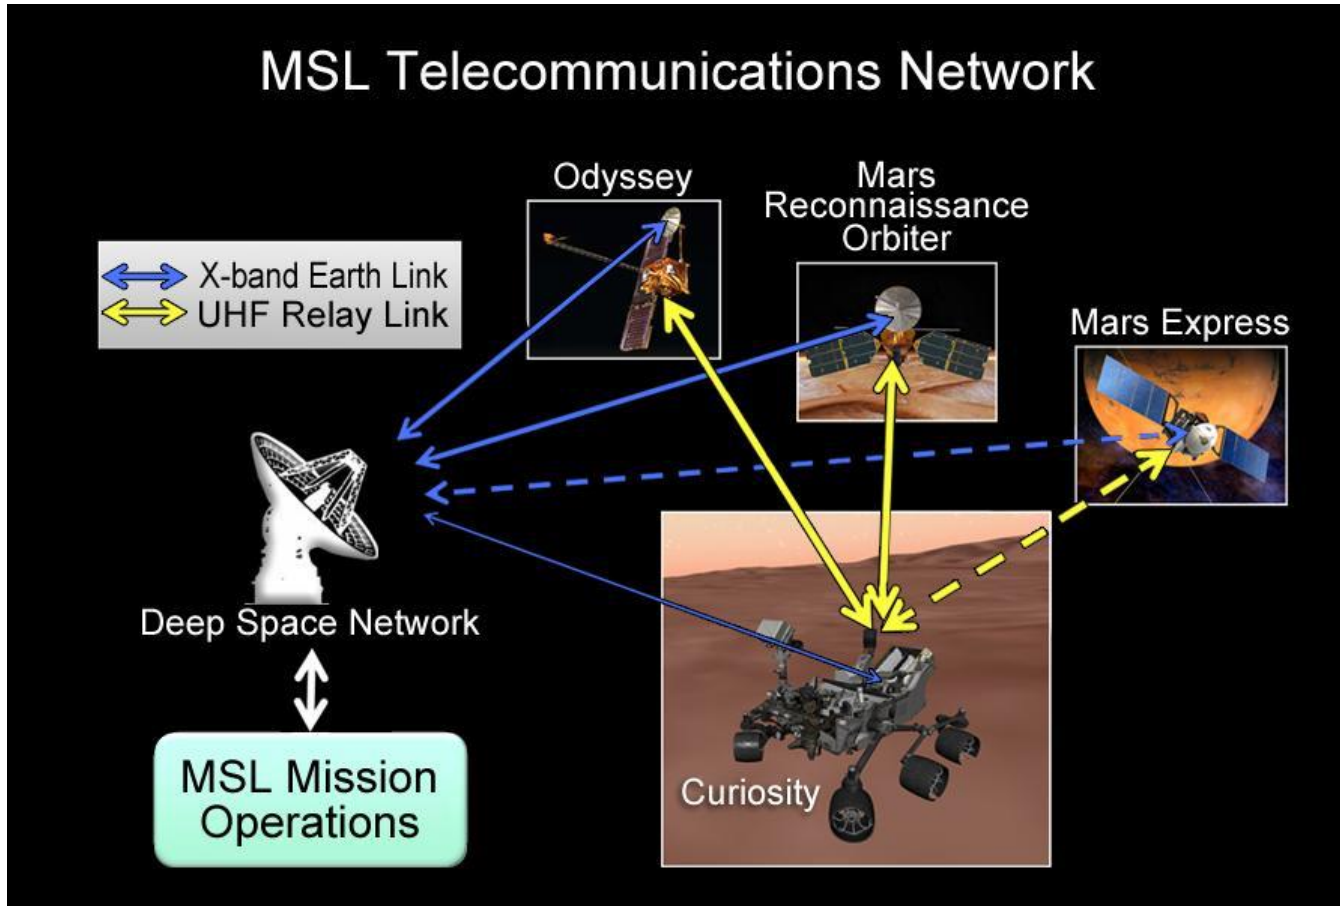 MSL Telecommunications Network
Odyssey
Mars
Reconnaissance
Orbiter
X-band Earth Link
UHF Relay Link
Mars Express
Deep Space Network
MSL Mission
Operations
Curiosity